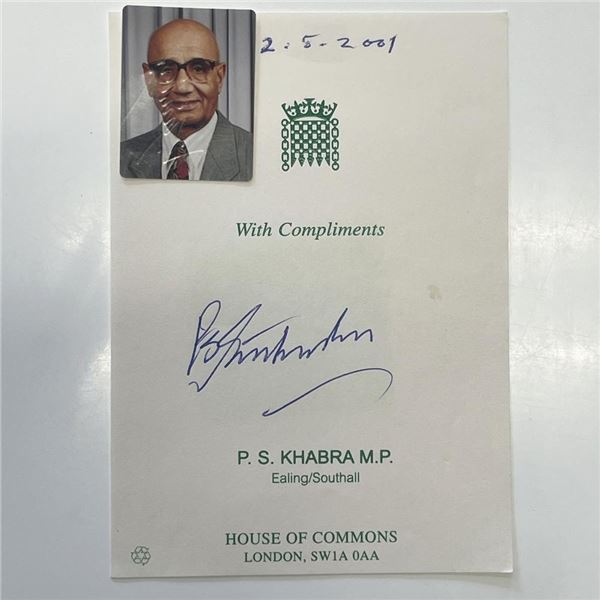 2.5-2001
With Compliments
P. S. KHABRA M.P.
Ealing/Southall
HOUSE OF COMMONS
LONDON, SW1A 0AA